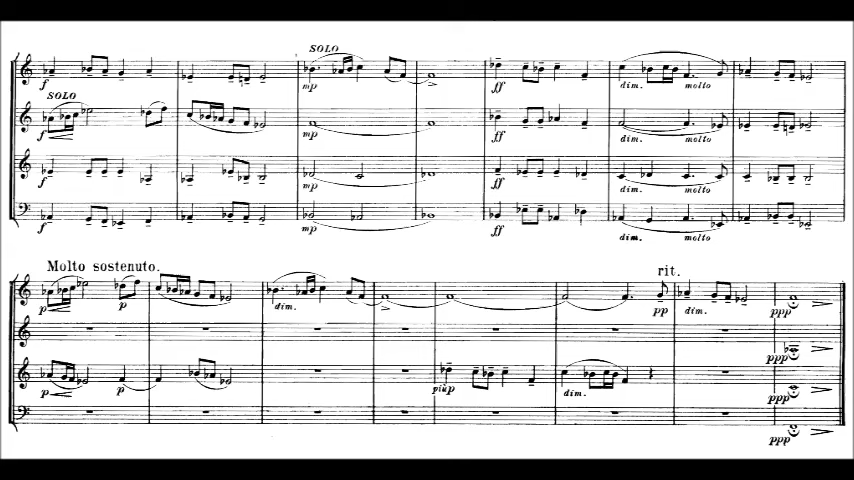 SOLO
f mp ff dim. molto
SOLO
f mp ff dim. molto
f mp ff dim. molto
f mp ff dim. molto
Molto sostenuto. rit.
p p dim. pp dim. ppp
ppp
p p più p dim. ppp
ppp